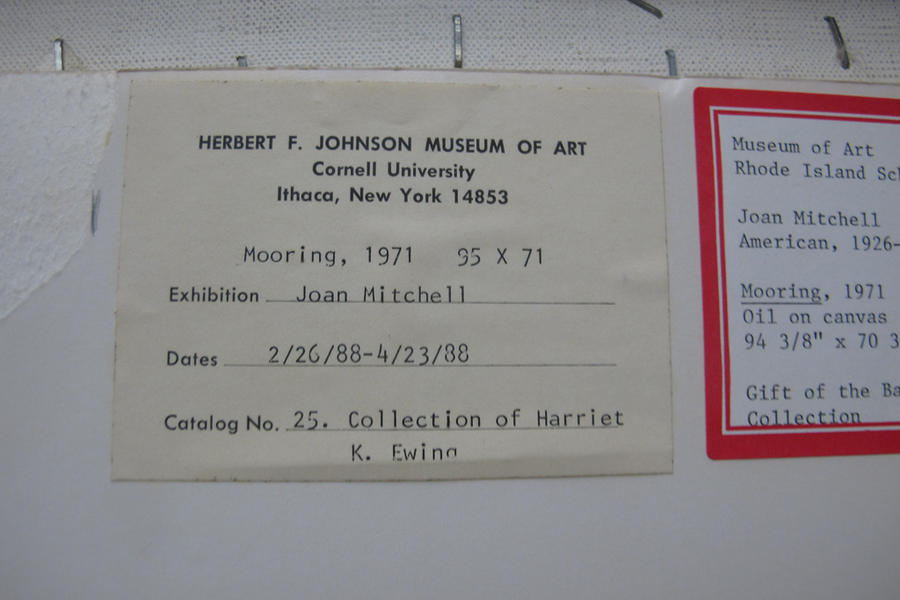 HERBERT F. JOHNSON MUSEUM OF ART
Cornell University
Ithaca, New York 14853
Mooring, 1971 95 X 71
Exhibition Joan Mitchell
Dates 2/26/88-4/23/88
Catalog No. 25. Collection of Harriet
K. Ewing
Museum of Art
Rhode Island
Joan Mitchell
American, 1926-
Mooring, 1971
Oil on canvas
94 3/8" x 70
Gift of the
Collection